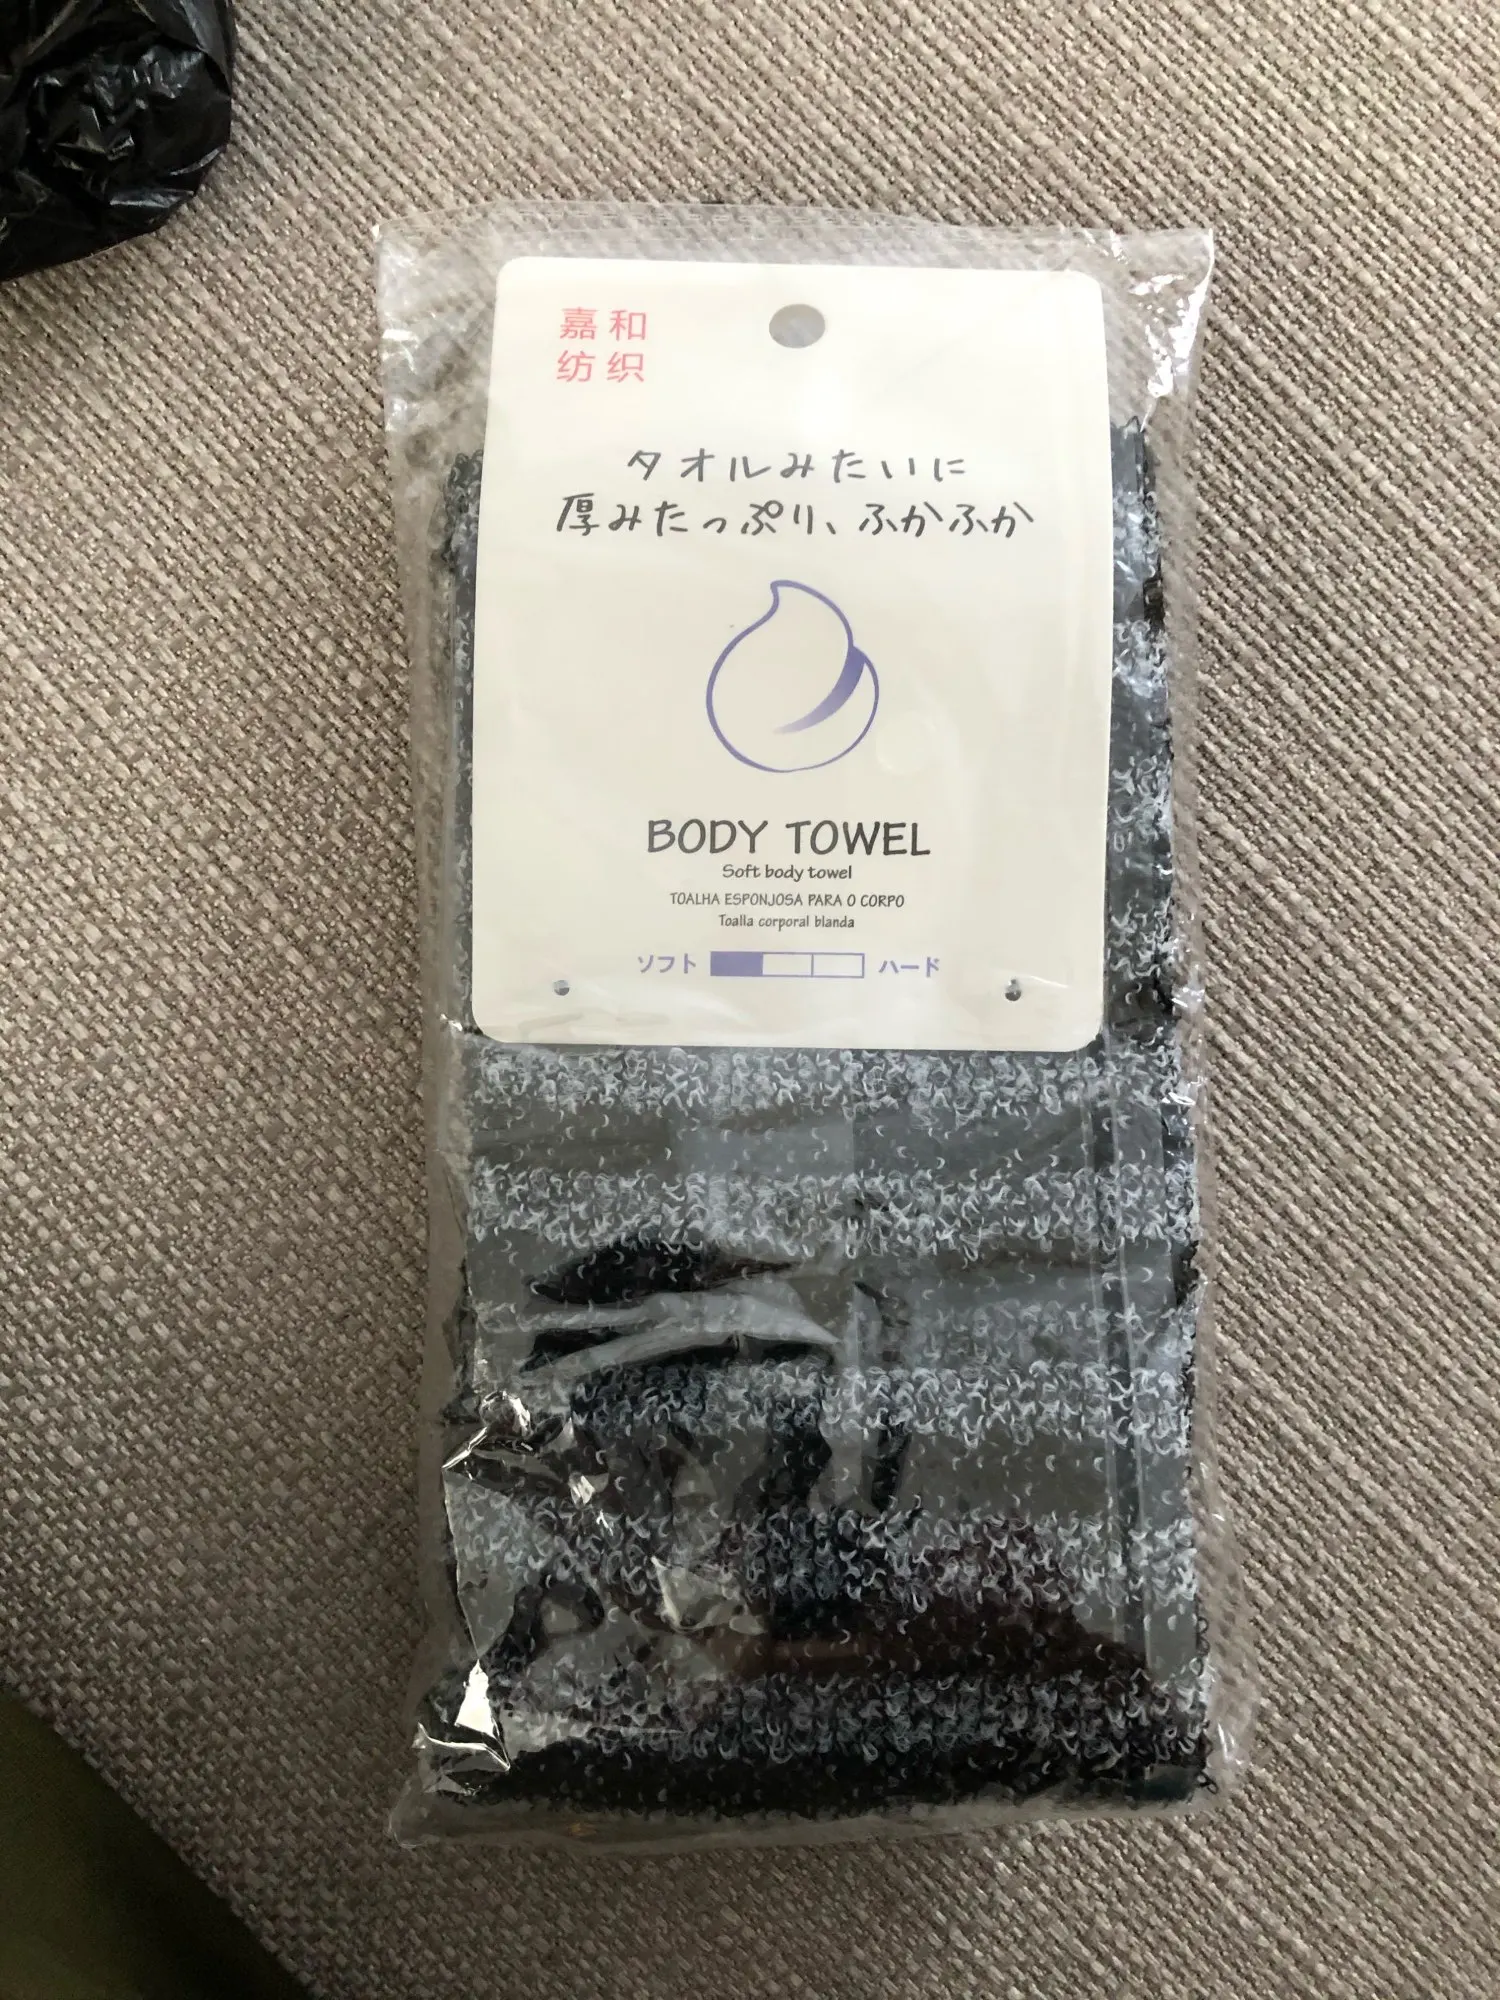 嘉和
纺织
タオルみたいに
厚みたっぷり、ふかふか
BODY TOWEL
Soft body towel
TOALHA ESPONJOSA PARA O CORPO
Toalla corporal blanda
ソフト ハード